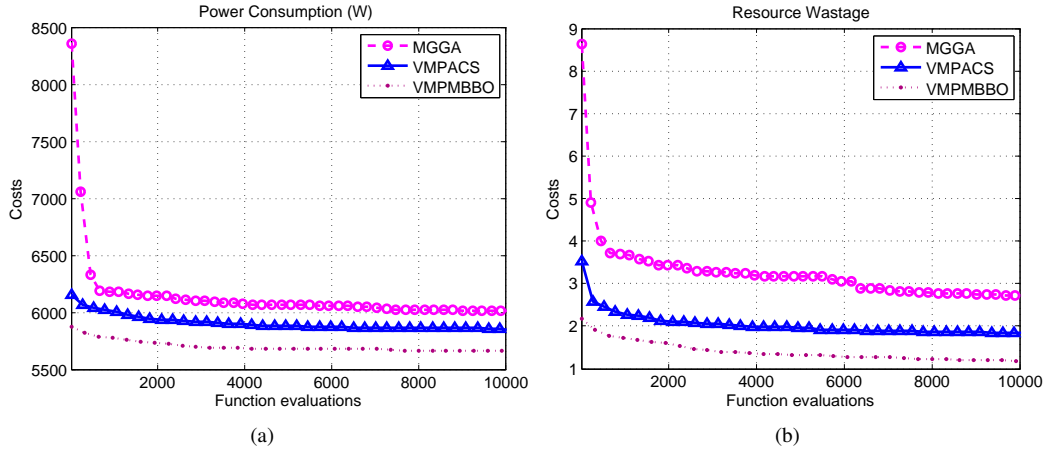 Power Consumption (W)
8500
8000
7500
7000
6500
6000
5500
Costs
MGGA
VMPACS
VMPMBBO
2000
4000
6000
8000
10000
Function evaluations
(a)
Resource Wastage
9
8
7
6
5
4
3
2
1
Costs
MGGA
VMPACS
VMPMBBO
2000
4000
6000
8000
10000
Function evaluations
(b)